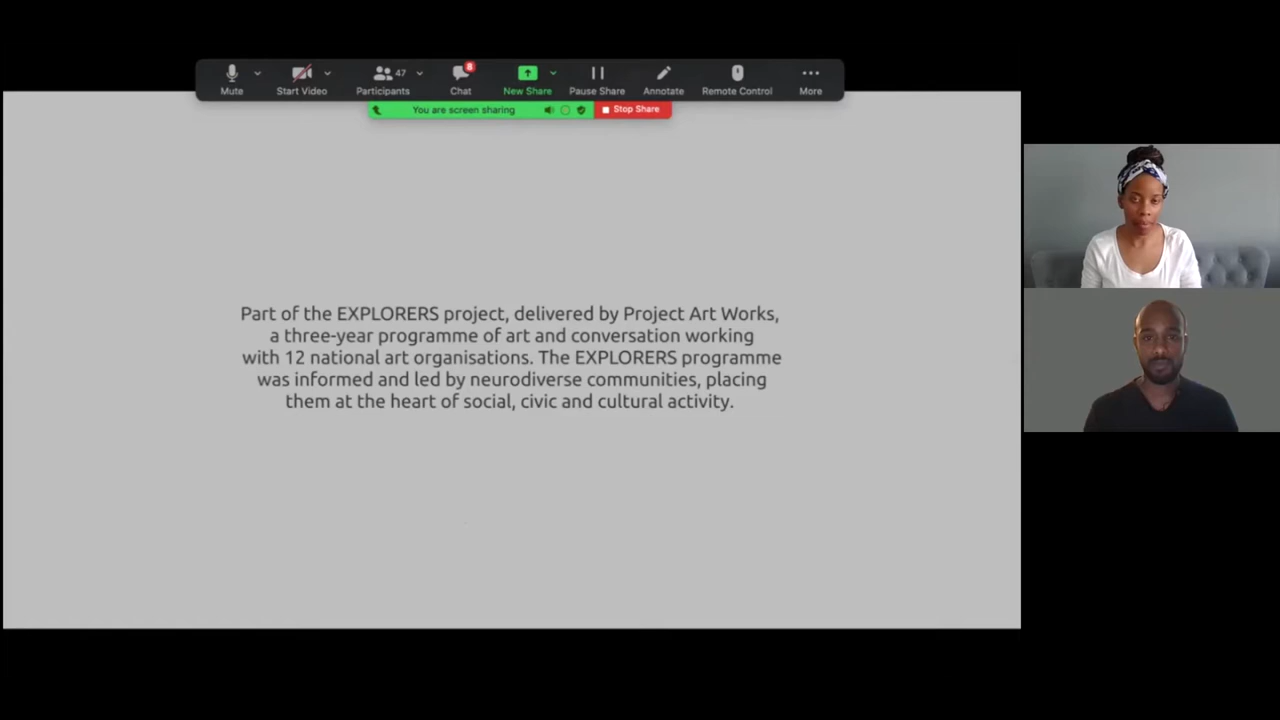 47
8
Mute
Start Video
Participants
Chat
New Share
Pause Share
Annotate
Remote Control
More
You are screen sharing
Stop Share
Part of the EXPLORERS project, delivered by Project Art Works,
a three-year programme of art and conversation working
with 12 national art organisations. The EXPLORERS programme
was informed and led by neurodiverse communities, placing
them at the heart of social, civic and cultural activity.